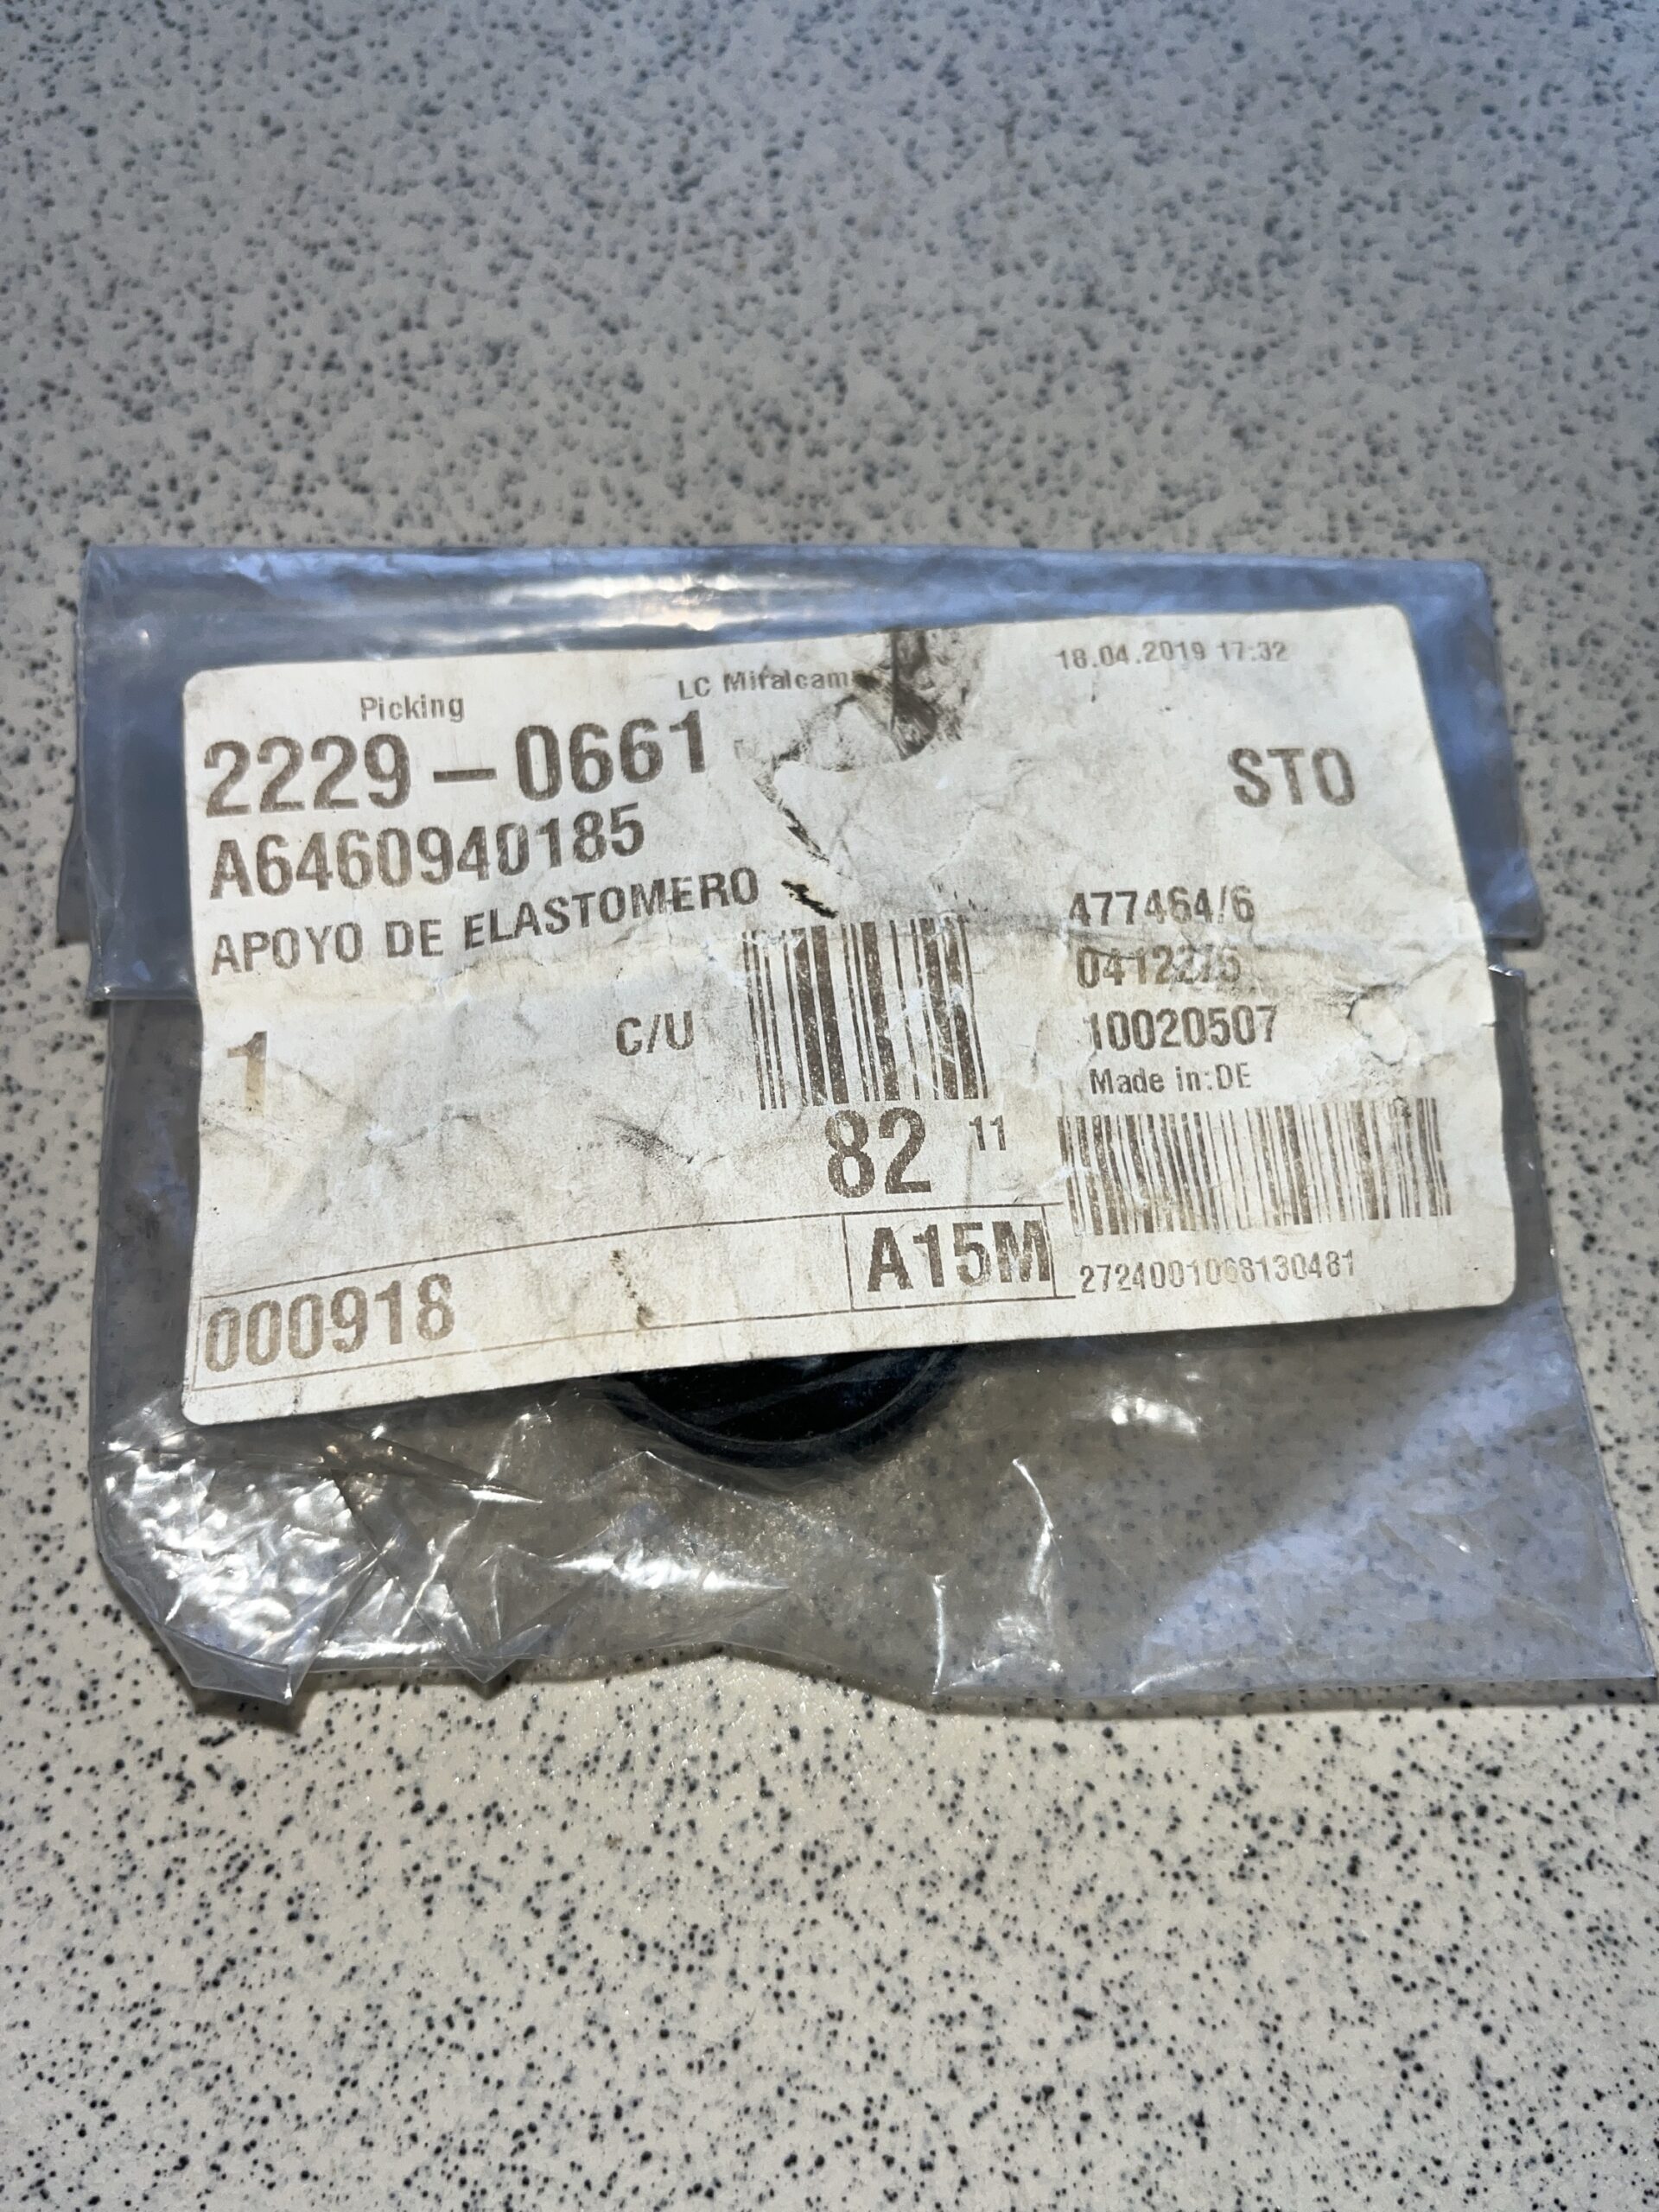 Picking LC Miralcam 18.04.2019 17:32
2229-0661 STO
A6460940185
APOYO DE ELASTOMERO 477464/6
1 C/U 10020507
Made in:DE
82 11
A15M
000918 2724001068130481